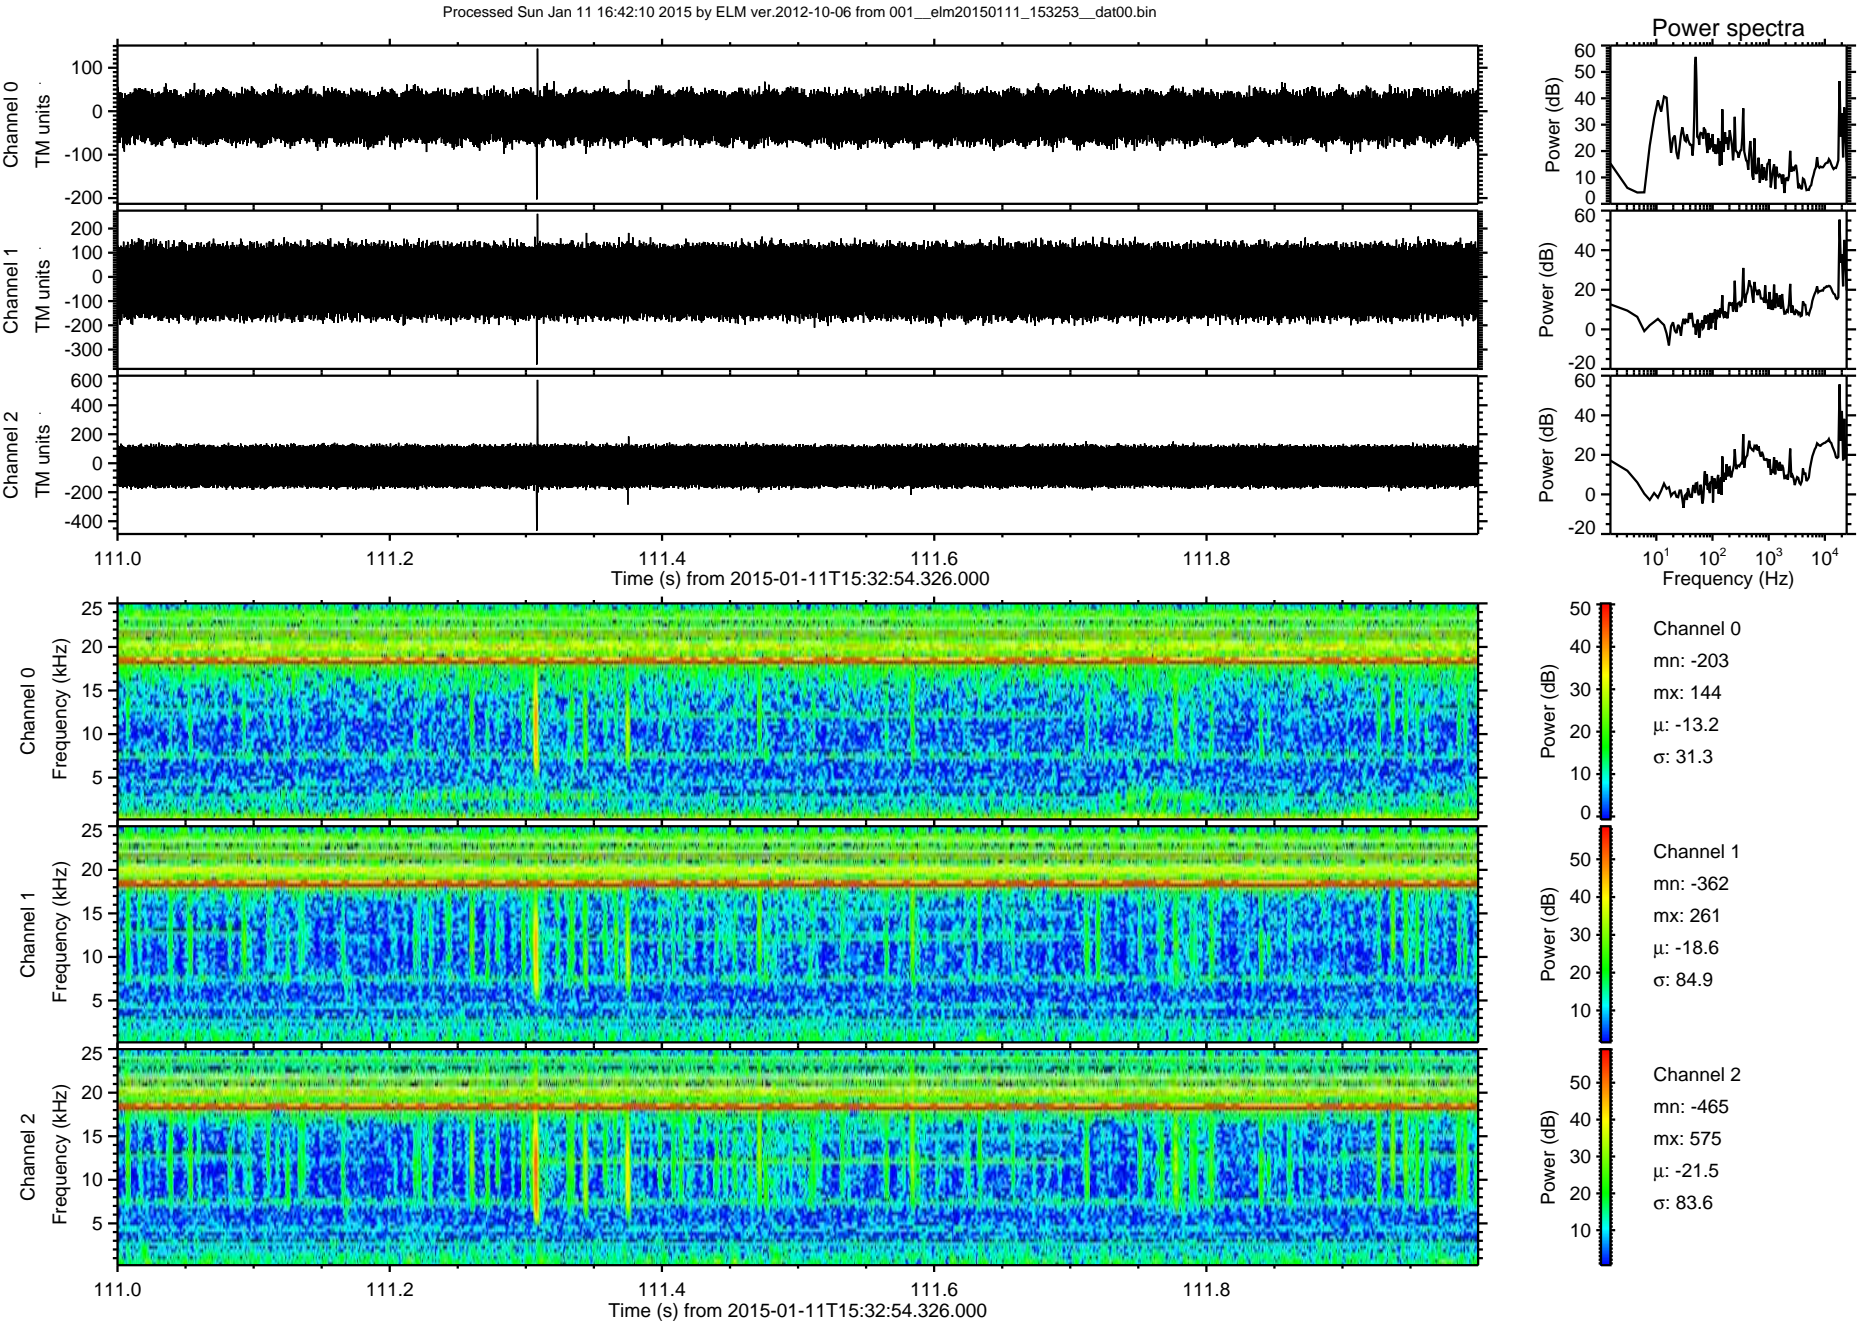 Processed Sun Jan 11 16:42:10 2015 by ELM ver.2012-10-06 from 001__elm20150111_153253__dat00.bin
Power spectra
Channel 0
TM units
100
0
-100
-200
Power (dB)
60
50
40
30
20
10
0
Channel 1
TM units
200
100
0
-100
-200
-300
Power (dB)
60
40
20
0
-20
Channel 2
TM units
600
400
200
0
-200
-400
Power (dB)
60
40
20
0
-20
111.0 111.2 111.4 111.6 111.8
Time (s) from 2015-01-11T15:32:54.326.000
10^1 10^2 10^3 10^4
Frequency (Hz)
Channel 0
Frequency (kHz)
25
20
15
10
5
Power (dB)
50
40
30
20
10
0
Channel 0
mn: -203
mx: 144
μ: -13.2
σ: 31.3
Channel 1
Frequency (kHz)
25
20
15
10
5
Power (dB)
50
40
30
20
10
Channel 1
mn: -362
mx: 261
μ: -18.6
σ: 84.9
Channel 2
Frequency (kHz)
25
20
15
10
5
Power (dB)
50
40
30
20
10
Channel 2
mn: -465
mx: 575
μ: -21.5
σ: 83.6
111.0 111.2 111.4 111.6 111.8
Time (s) from 2015-01-11T15:32:54.326.000